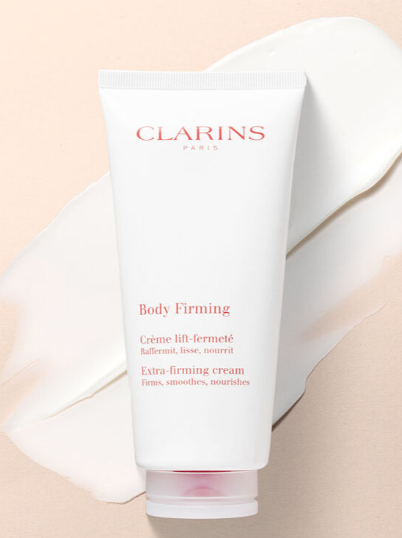 CLARINS
PARIS
Body Firming
Crème lift-fermeté
Raffermit, lisse, nourrit
Extra-firming cream
Firms, smoothes, nourishes